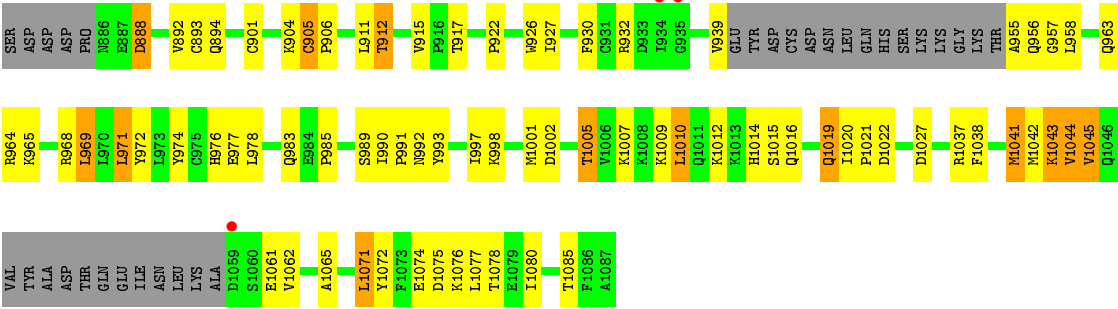 SER ASP ASP ASP PRO N886 E887 D888 V892 C893 Q894 C901 K904 C905 P906 L911 T912 V915 P916 T917 P922 W926 I927 F930 C931 R932 D933 I934 G935 V939 GLU TYR ASP CYS ASP ASN LEU GLN HIS SER LYS LYS GLY LYS THR A955 Q956 G957 L958 Q963
R964 K965 R968 L969 L970 L971 Y972 L973 Y974 C975 H976 E977 L978 Q983 E984 P985 S989 I990 P991 N992 Y993 I997 K998 M1001 D1002 T1005 V1006 K1007 K1008 K1009 L1010 Q1011 K1012 K1013 H1014 S1015 Q1016 Q1019 I1020 P1021 D1022 D1027 R1037 F1038 M1041 M1042 K1043 V1044 V1045 Q1046
VAL TYR ALA ASP THR GLN GLU ILE ASN LEU LYS ALA D1059 S1060 E1061 V1062 A1065 L1071 Y1072 F1073 E1074 D1075 K1076 L1077 T1078 E1079 I1080 T1085 F1086 A1087